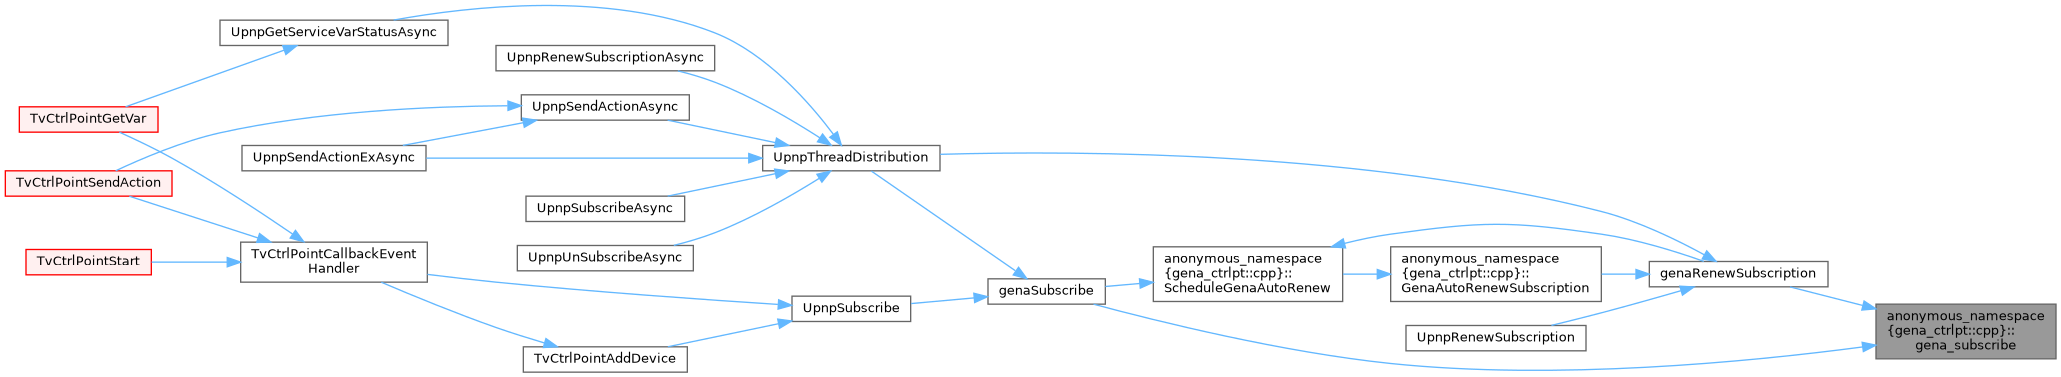 UpnpGetServiceVarStatusAsync
UpnpRenewSubscriptionAsync
TvCtrlPointGetVar
UpnpSendActionAsync
UpnpSendActionExAsync
UpnpThreadDistribution
TvCtrlPointSendAction
UpnpSubscribeAsync
UpnpUnSubscribeAsync
TvCtrlPointStart
TvCtrlPointCallbackEvent
Handler
anonymous_namespace
{gena_ctrlpt::cpp}::
ScheduleGenaAutoRenew
anonymous_namespace
{gena_ctrlpt::cpp}::
GenaAutoRenewSubscription
genaRenewSubscription
genaSubscribe
UpnpSubscribe
anonymous_namespace
{gena_ctrlpt::cpp}::
gena_subscribe
UpnpRenewSubscription
TvCtrlPointAddDevice